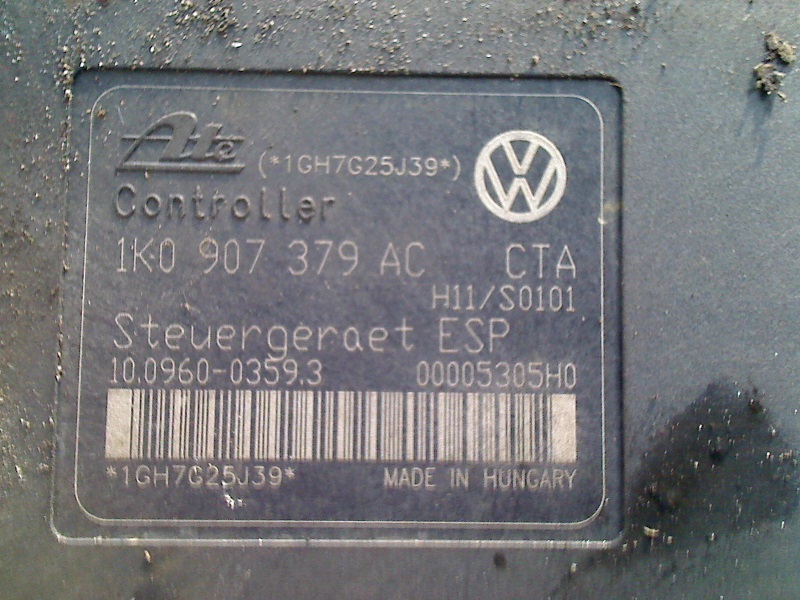 Ate (*1GH7G25J39*)
Controller
1K0 907 379 AC CTA
H11/S0101
Steuergeraet ESP
10.0960-0359.3 00005305H0
*1GH7G25J39* MADE IN HUNGARY